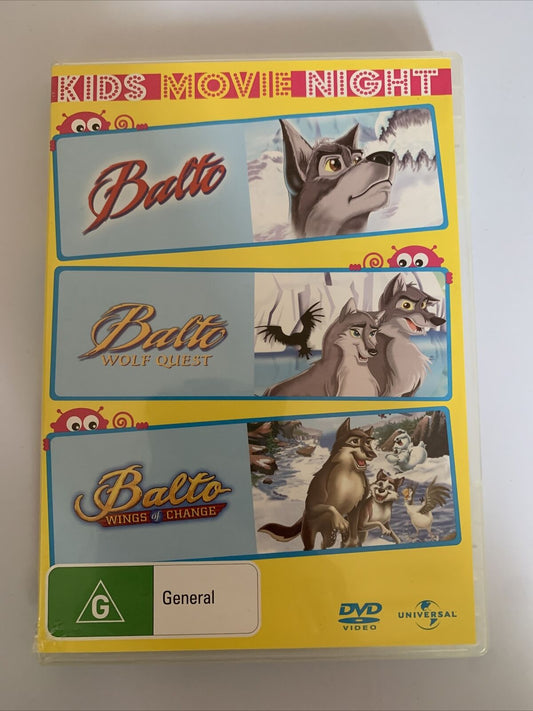 KIDS MOVIE NIGHT
Balto
Balto
WOLF QUEST
Balto
WINGS of CHANGE
G
General
DVD
VIDEO
UNIVERSAL